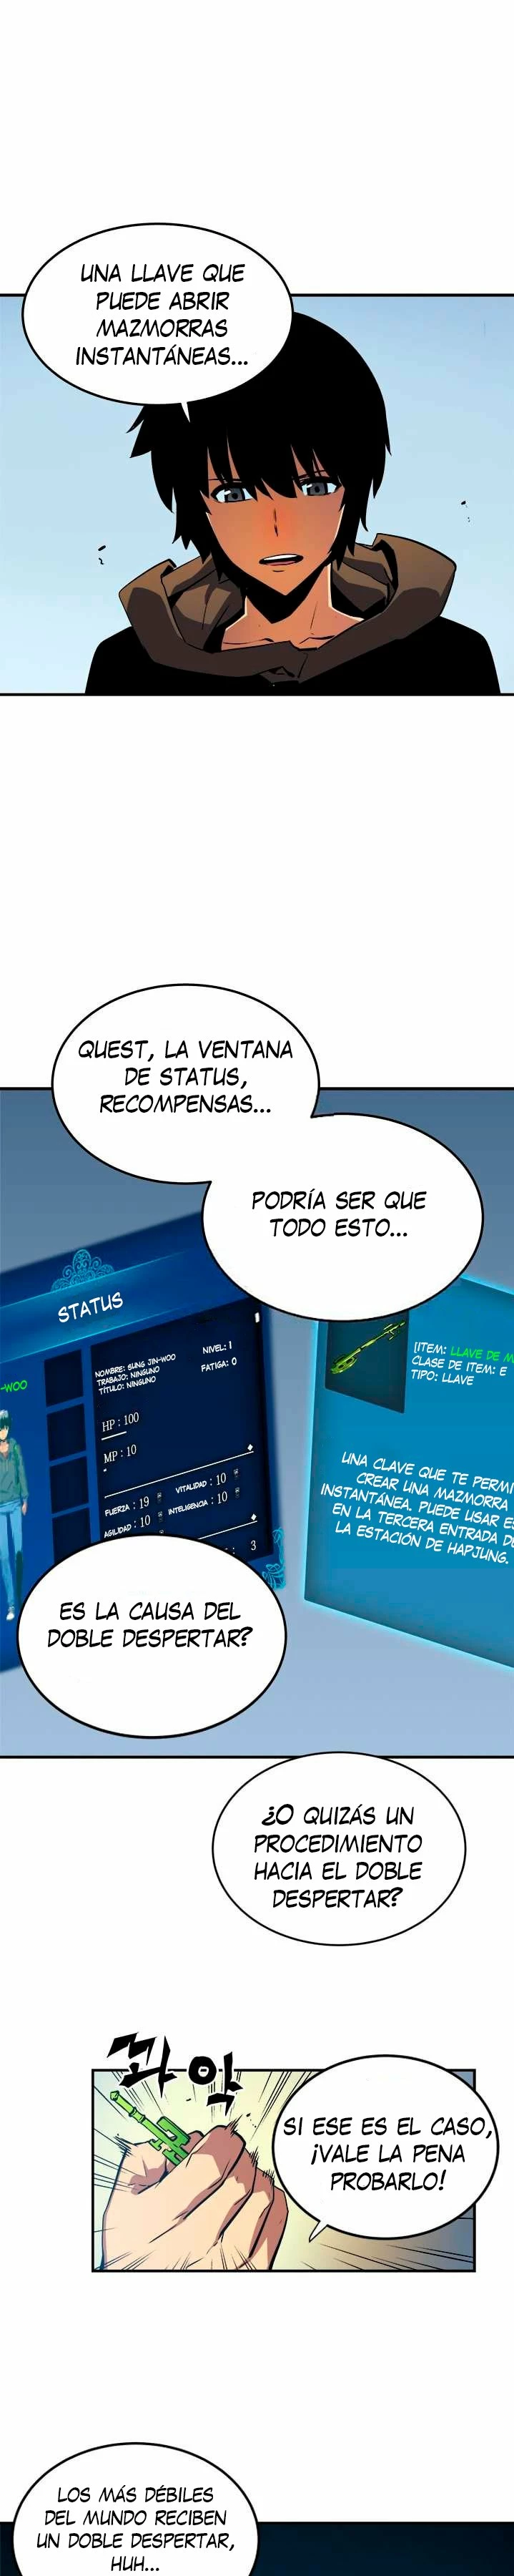 UNA LLAVE QUE
PUEDE ABRIR
MAZMORRAS
INSTANTÁNEAS...
QUEST, LA VENTANA
DE STATUS,
RECOMPENSAS...
PODRÍA SER QUE
TODO ESTO...
STATUS
-WOO
NOMBRE: SUNG JIN-WOO
TRABAJO: NINGUNO
TÍTULO: NINGUNO
NIVEL: 1
FATIGA: 0
HP : 100
MP : 10
FUERZA : 19
VITALIDAD : 10
AGILIDAD : 10
INTELIGENCIA : 10
: 3
[ITEM: LLAVE DE M
CLASE DE ITEM: E
TIPO: LLAVE
UNA CLAVE QUE TE PERMI
CREAR UNA MAZMORRA
INSTANTÁNEA. PUEDE USAR ES
EN LA TERCERA ENTRADA DE
LA ESTACIÓN DE HAPJUNG.
ES LA CAUSA DEL
DOBLE DESPERTAR?
¿O QUIZÁS UN
PROCEDIMIENTO
HACIA EL DOBLE
DESPERTAR?
콰악
SI ESE ES EL CASO,
¡VALE LA PENA
PROBARLO!
LOS MÁS DÉBILES
DEL MUNDO RECIBEN
UN DOBLE DESPERTAR,
HUH...